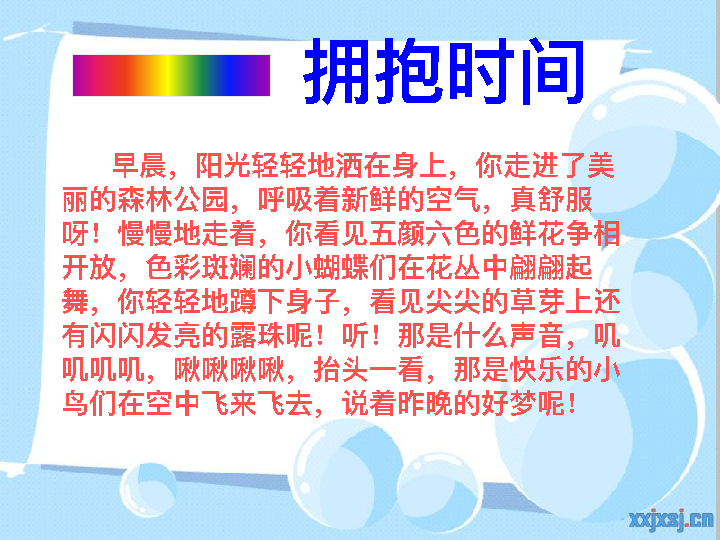 拥抱时间
早晨，阳光轻轻地洒在身上，你走进了美
丽的森林公园，呼吸着新鲜的空气，真舒服
呀！慢慢地走着，你看见五颜六色的鲜花争相
开放，色彩斑斓的小蝴蝶们在花丛中翩翩起
舞，你轻轻地蹲下身子，看见尖尖的草芽上还
有闪闪发亮的露珠呢！听！那是什么声音，叽
叽叽叽，啾啾啾啾，抬头一看，那是快乐的小
鸟们在空中飞来飞去，说着昨晚的好梦呢！
xxjxsj.cn